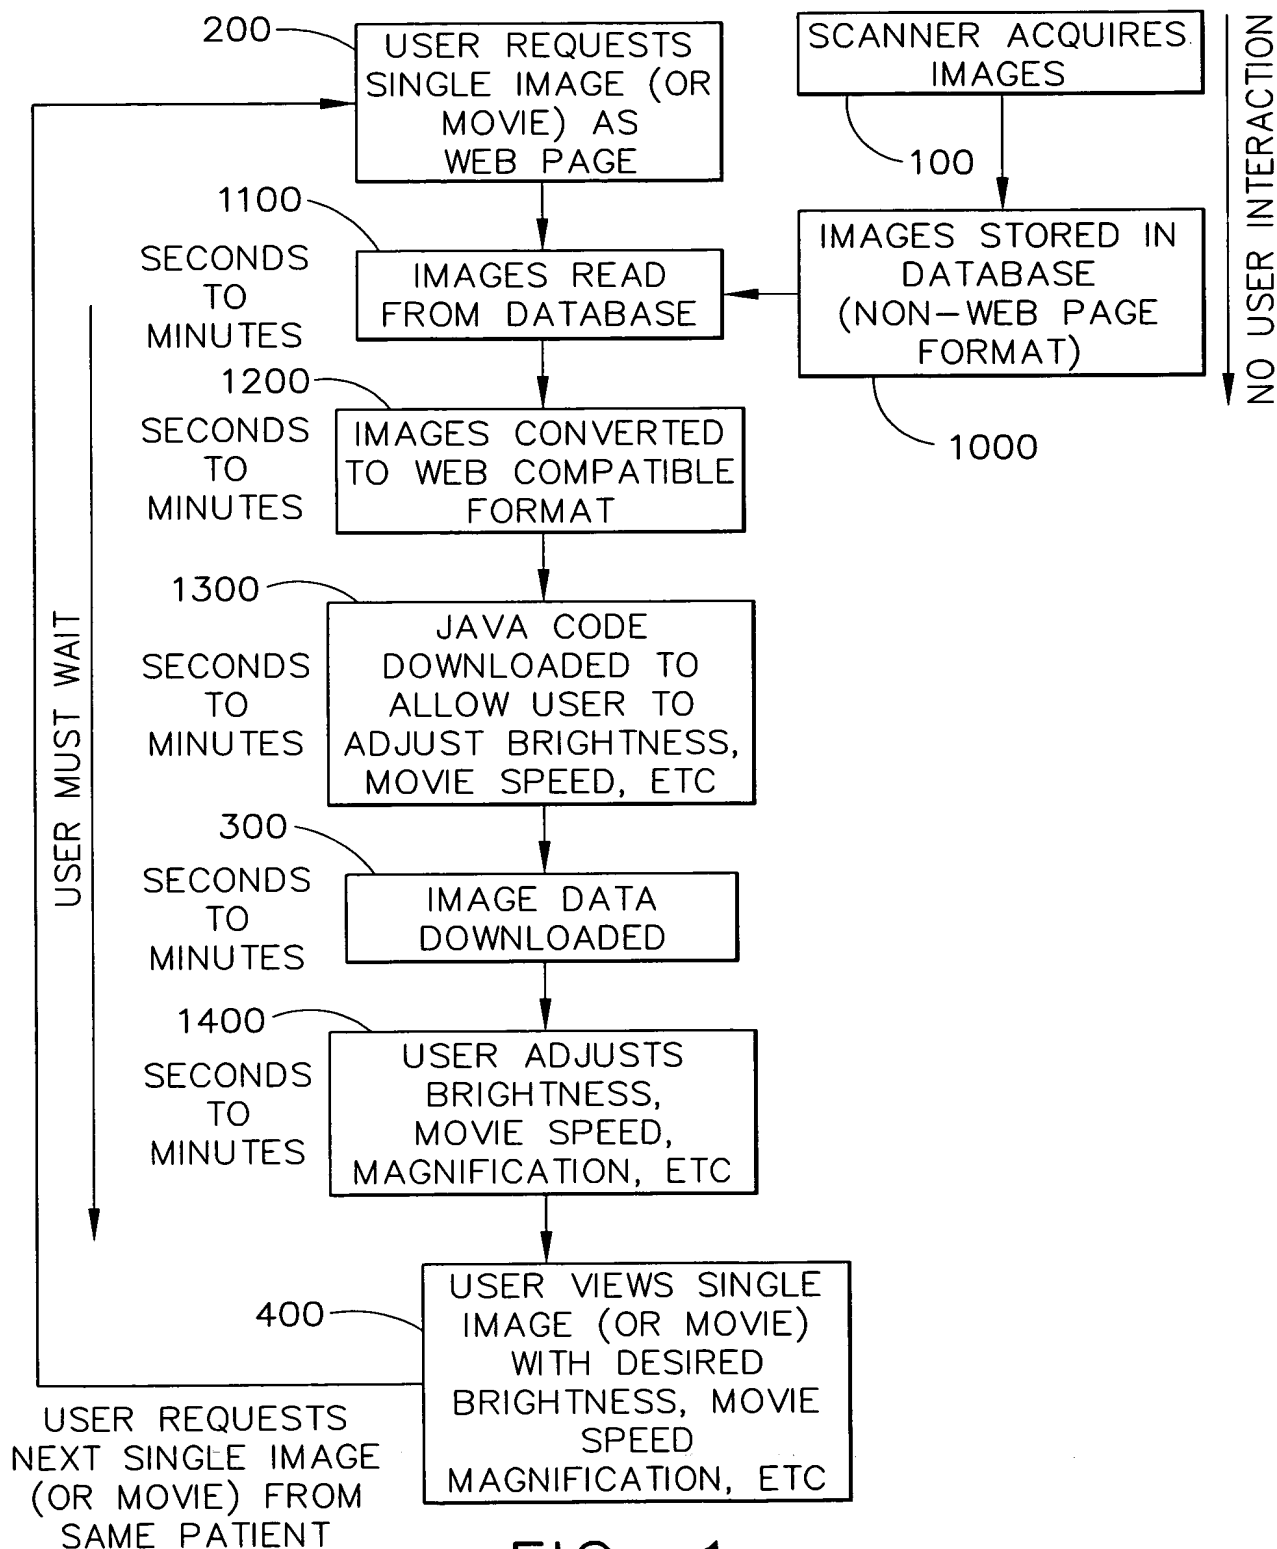 200
USER REQUESTS
SINGLE IMAGE (OR
MOVIE) AS
WEB PAGE
SCANNER ACQUIRES
IMAGES
100
NO USER INTERACTION
1100
SECONDS
TO
MINUTES
IMAGES READ
FROM DATABASE
IMAGES STORED IN
DATABASE
(NON-WEB PAGE
FORMAT)
1000
1200
SECONDS
TO
MINUTES
IMAGES CONVERTED
TO WEB COMPATIBLE
FORMAT
1300
SECONDS
TO
MINUTES
JAVA CODE
DOWNLOADED TO
ALLOW USER TO
ADJUST BRIGHTNESS,
MOVIE SPEED, ETC
USER MUST WAIT
300
SECONDS
TO
MINUTES
IMAGE DATA
DOWNLOADED
1400
SECONDS
TO
MINUTES
USER ADJUSTS
BRIGHTNESS,
MOVIE SPEED,
MAGNIFICATION, ETC
400
USER VIEWS SINGLE
IMAGE (OR MOVIE)
WITH DESIRED
BRIGHTNESS, MOVIE
SPEED
MAGNIFICATION, ETC
USER REQUESTS
NEXT SINGLE IMAGE
(OR MOVIE) FROM
SAME PATIENT